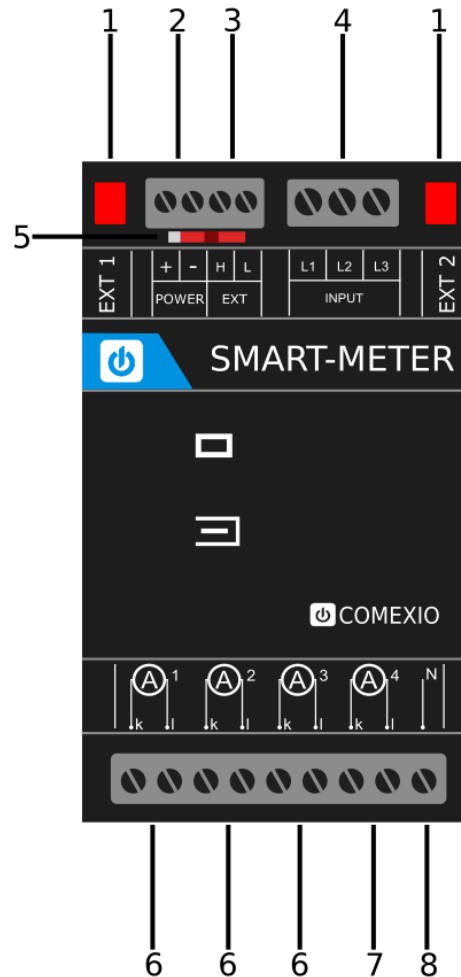 1 2 3 4 1
5
EXT 1
+ - H L
POWER EXT
L1 L2 L3
INPUT
EXT 2
SMART-METER
COMEXIO
A 1 A 2 A 3 A 4 N
k l k l k l k l
6 6 6 7 8